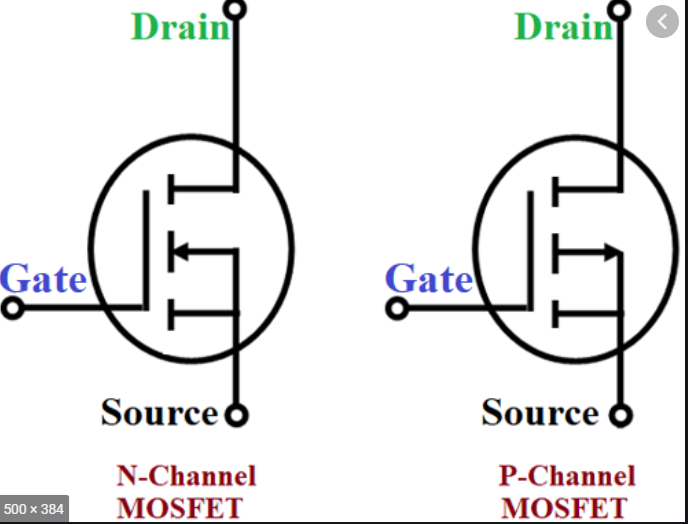 Drain
Drain
Gate
Gate
Source
Source
N-Channel
MOSFET
P-Channel
MOSFET
500 × 384